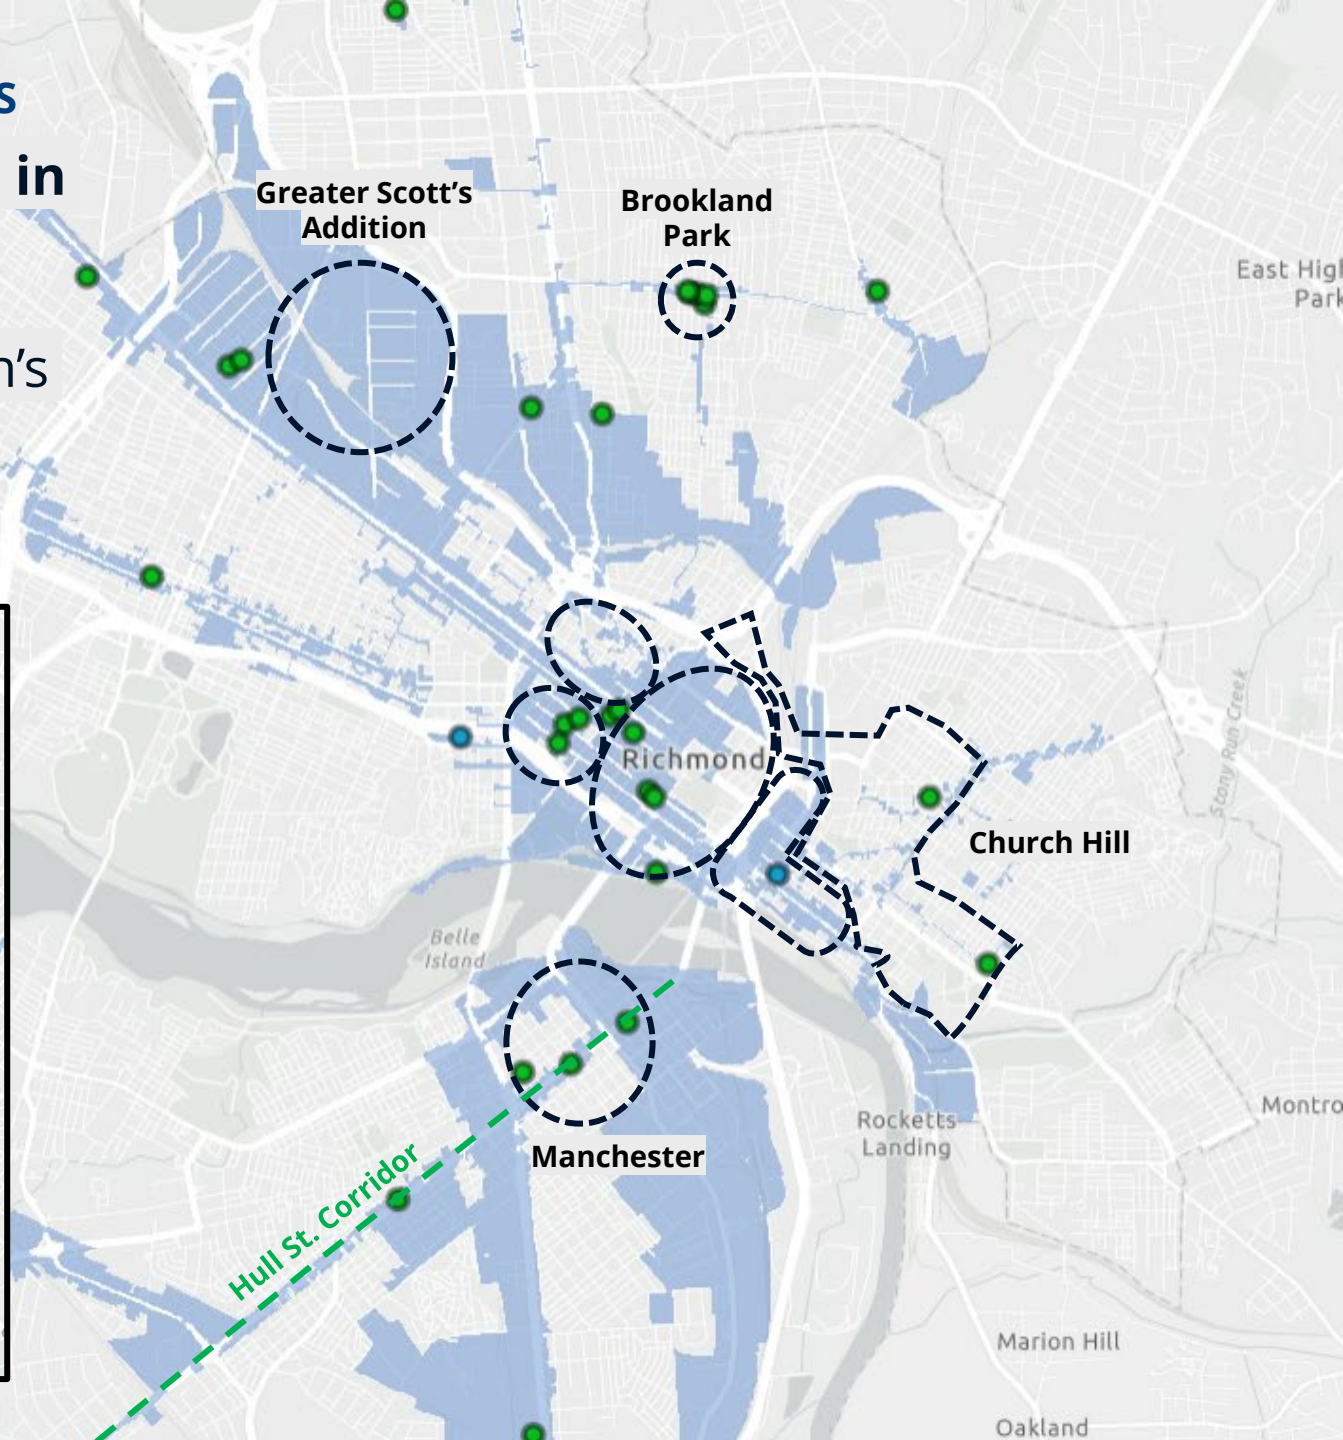 s
in
Greater Scott's
Addition
Brookland
Park
East High
Park
n's
Richmond
Stony Run Creek
Church Hill
Belle
Island
Rocketts
Landing
Montro
Manchester
Hull St. Corridor
Marion Hill
Oakland